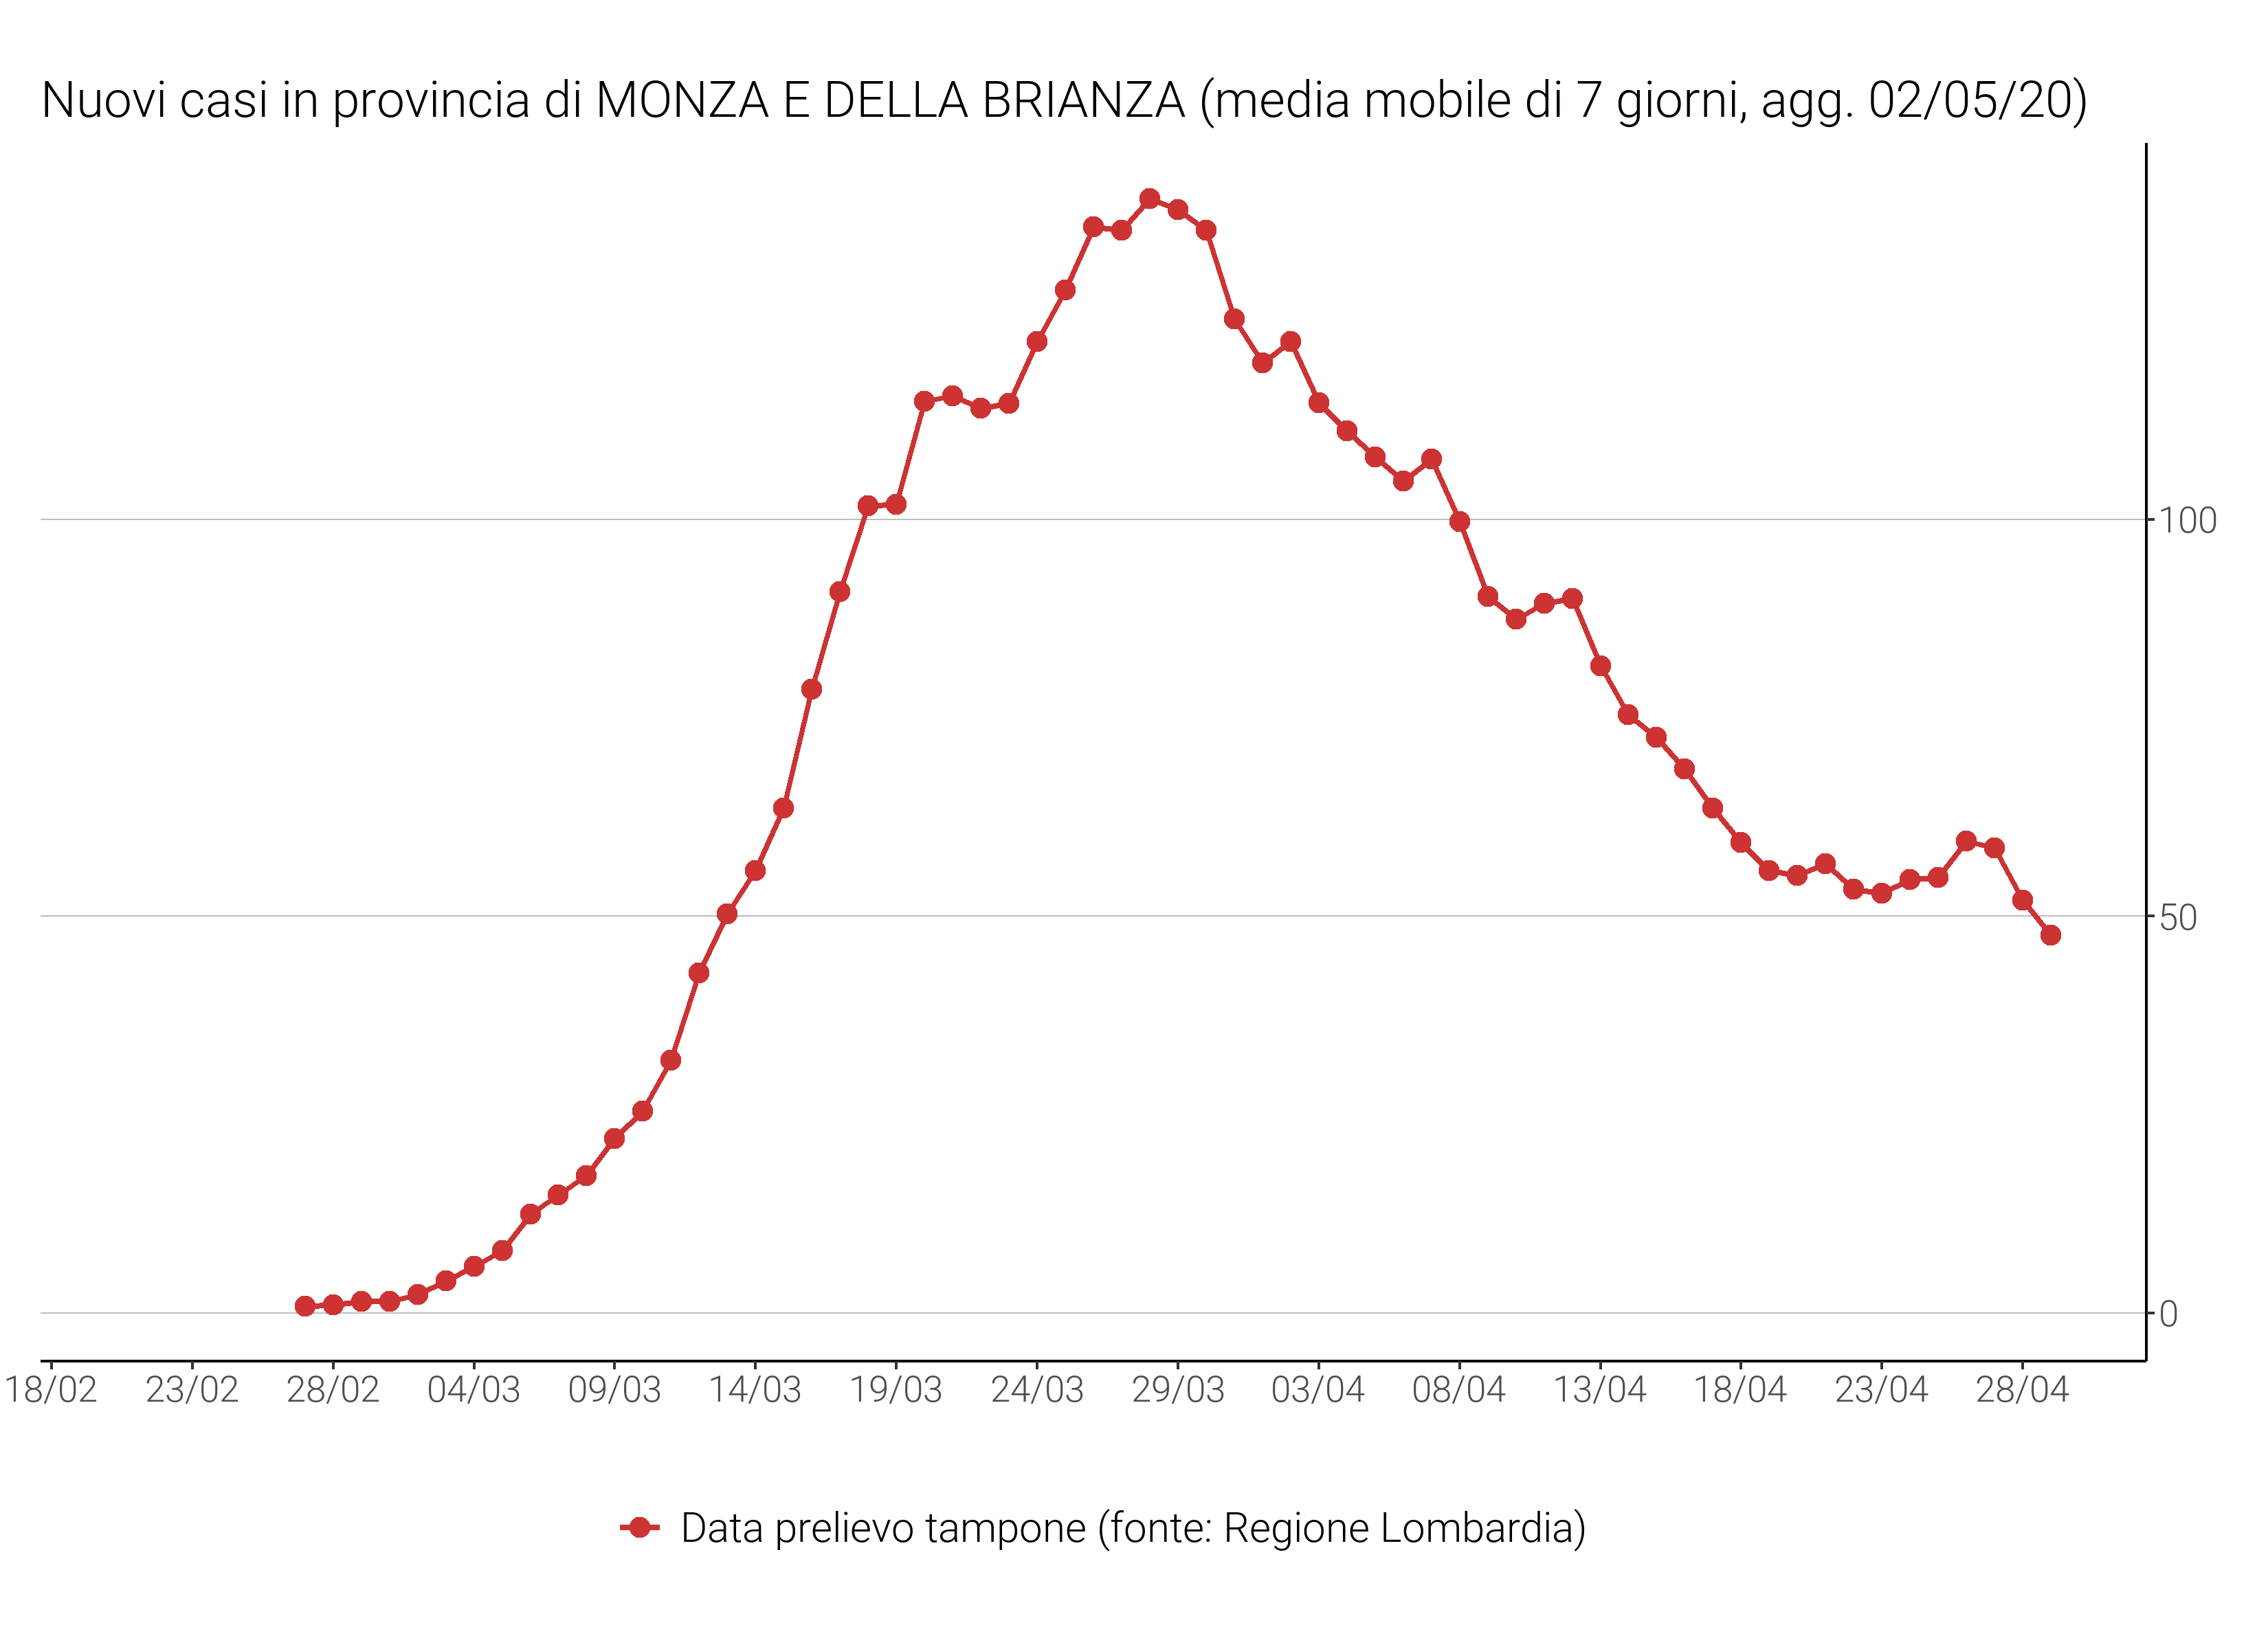 Nuovi casi in provincia di MONZA E DELLA BRIANZA (media mobile di 7 giorni, agg. 02/05/20)
100
50
0
18/02 23/02 28/02 04/03 09/03 14/03 19/03 24/03 29/03 03/04 08/04 13/04 18/04 23/04 28/04
Data prelievo tampone (fonte: Regione Lombardia)